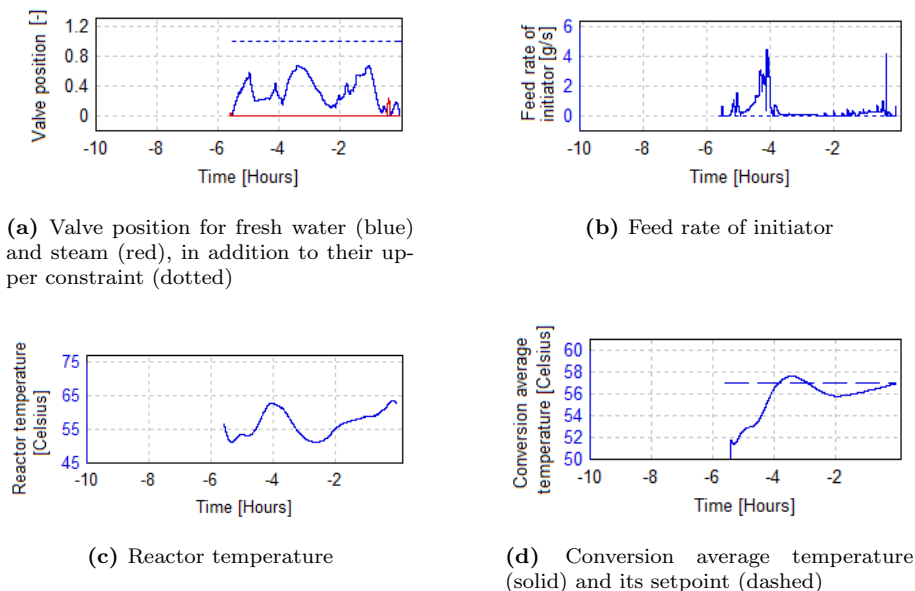 Valve position [-]
1.2
0.8
0.4
0
-10
-8
-6
-4
-2
Time [Hours]
(a) Valve position for fresh water (blue)
and steam (red), in addition to their up-
per constraint (dotted)
Feed rate of
initiator [g/s]
6
4
2
0
-10
-8
-6
-4
-2
Time [Hours]
(b) Feed rate of initiator
Reactor temperature
[Celsius]
75
65
55
45
-10
-8
-6
-4
-2
Time [Hours]
(c) Reactor temperature
Conversion average
temperature [Celsius]
60
58
56
54
52
50
-10
-8
-6
-4
-2
Time [Hours]
(d) Conversion average temperature
(solid) and its setpoint (dashed)